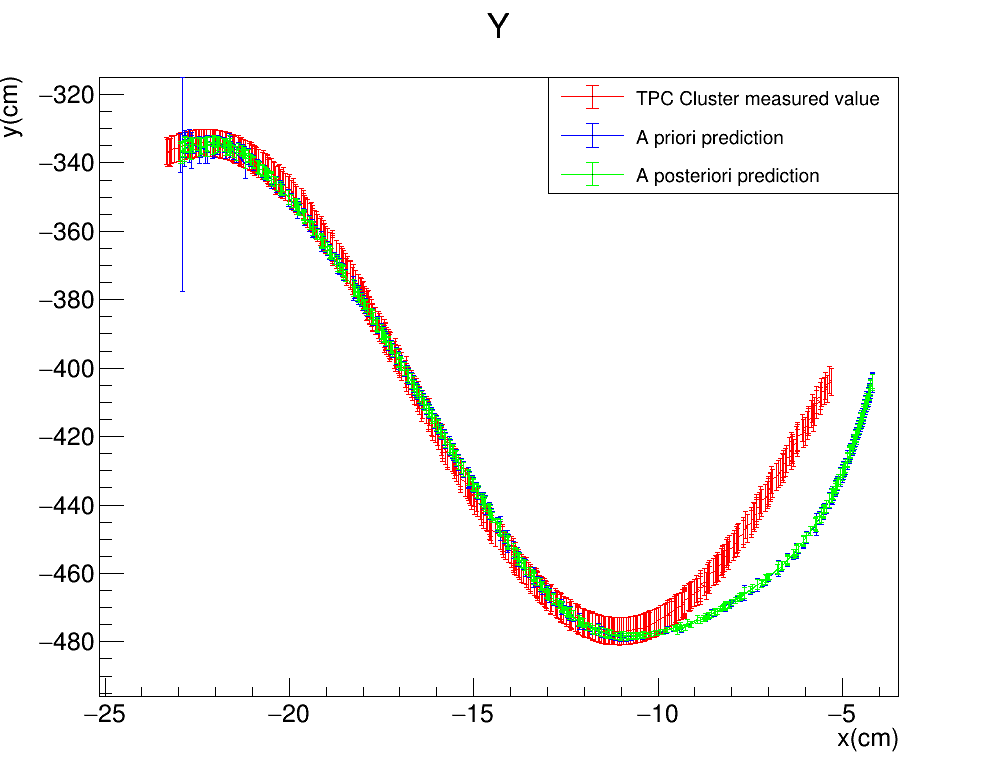 Y
y(cm)
TPC Cluster measured value
A priori prediction
A posteriori prediction
−320
−340
−360
−380
−400
−420
−440
−460
−480
−25
−20
−15
−10
−5
x(cm)